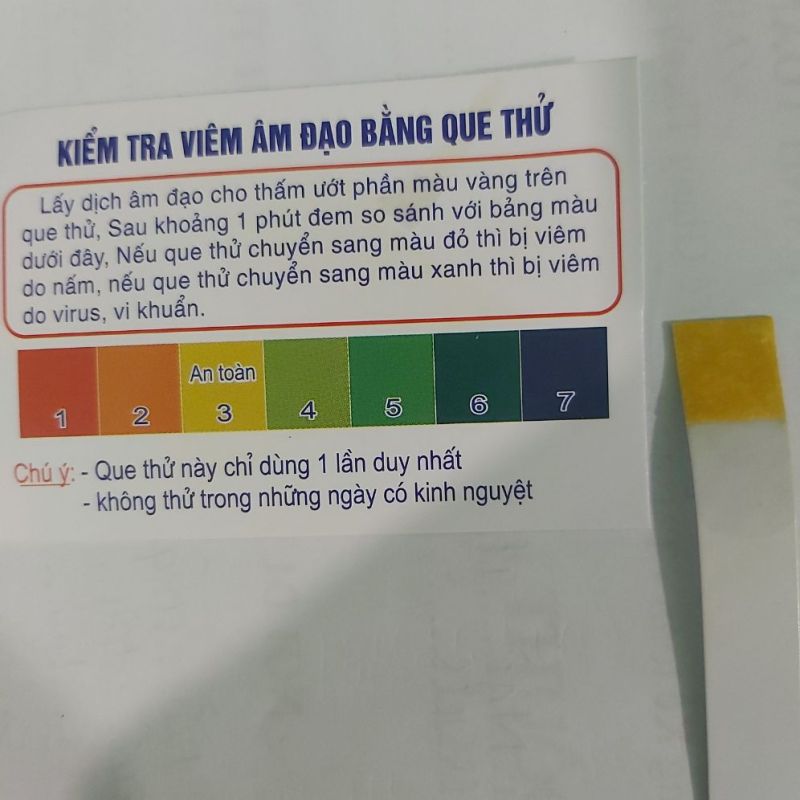 KIỂM TRA VIÊM ÂM ĐẠO BẰNG QUE THỬ
Lấy dịch âm đạo cho thấm ướt phần màu vàng trên
que thử, Sau khoảng 1 phút đem so sánh với bảng màu
dưới đây, Nếu que thử chuyển sang màu đỏ thì bị viêm
do nấm, nếu que thử chuyển sang màu xanh thì bị viêm
do virus, vi khuẩn.
An toàn
1 2 3 4 5 6 7
Chú ý: - Que thử này chỉ dùng 1 lần duy nhất
- không thử trong những ngày có kinh nguyệt